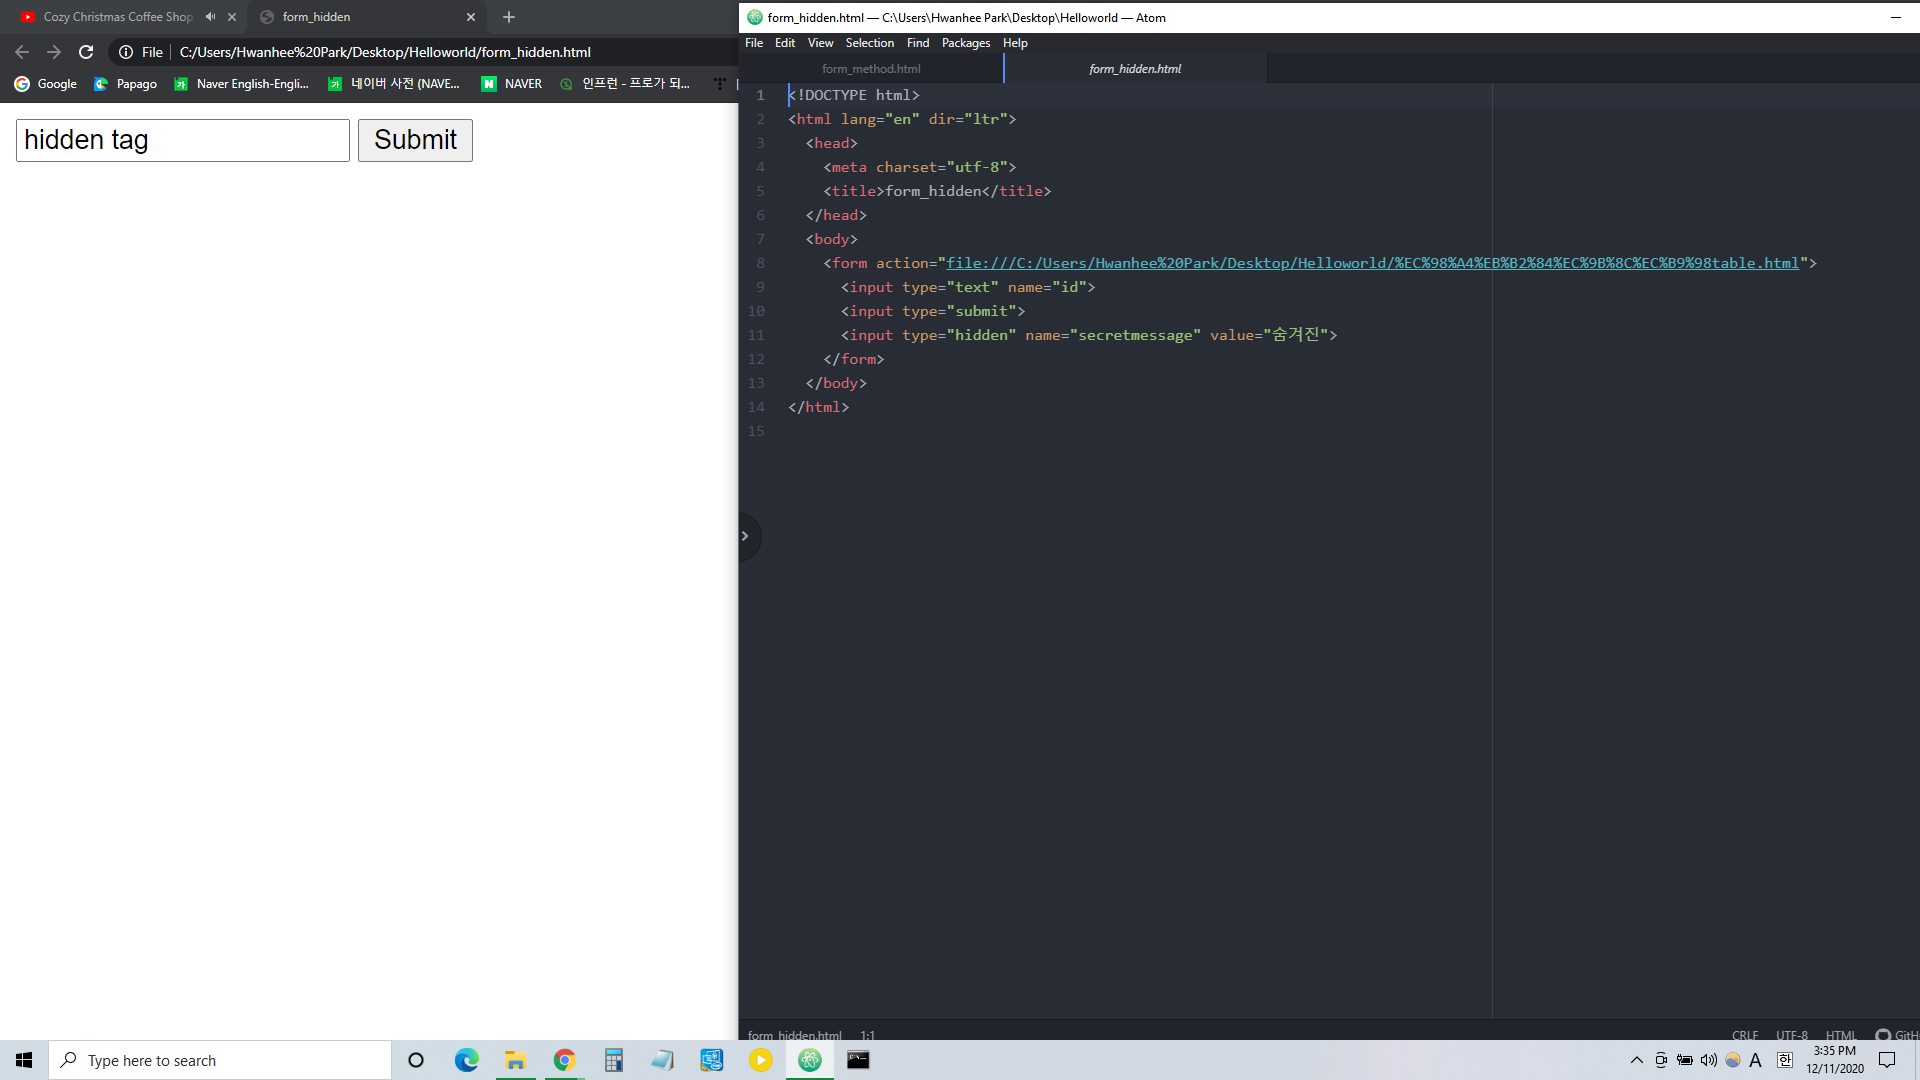 Cozy Christmas Coffee Shop
form_hidden
File
C:/Users/Hwanhee%20Park/Desktop/Helloworld/form_hidden.html
Google
Papago
Naver English-Engli...
네이버 사전 (NAVE...
NAVER
인프런 - 프로가 되...
hidden tag
Submit
form_hidden.html — C:\Users\Hwanhee Park\Desktop\Helloworld — Atom
File Edit View Selection Find Packages Help
form_method.html
form_hidden.html
1 <!DOCTYPE html>
2 <html lang="en" dir="ltr">
3 <head>
4 <meta charset="utf-8">
5 <title>form_hidden</title>
6 </head>
7 <body>
8 <form action="file:///C:/Users/Hwanhee%20Park/Desktop/Helloworld/%EC%98%A4%EB%B2%84%EC%9B%8C%EC%B9%98table.html">
9 <input type="text" name="id">
10 <input type="submit">
11 <input type="hidden" name="secretmessage" value="숨겨진">
12 </form>
13 </body>
14 </html>
15
form_hidden.html 1:1
CRLF UTF-8 HTML GitH
Type here to search
A
한
3:35 PM
12/11/2020